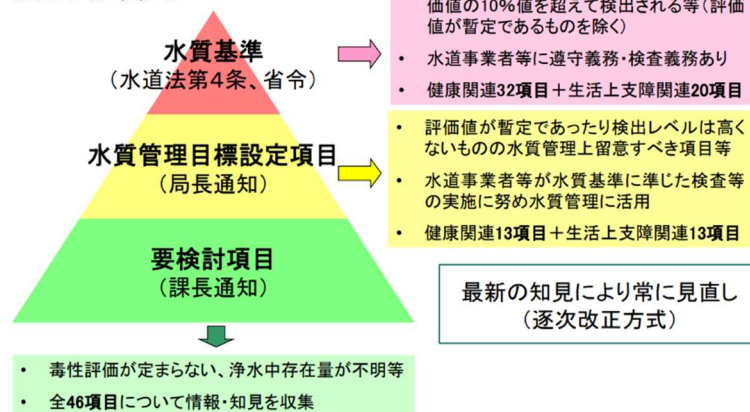 価値の10%値を超えて検出される等(評価
値が暫定であるものを除く)
• 水道事業者等に遵守義務・検査義務あり
• 健康関連32項目+生活上支障関連20項目
水質基準
(水道法第4条、省令)
• 評価値が暫定であったり検出レベルは高く
ないものの水質管理上留意すべき項目等
• 水道事業者等が水質基準に準じた検査等
の実施に努め水質管理に活用
• 健康関連13項目+生活上支障関連13項目
水質管理目標設定項目
(局長通知)
要検討項目
(課長通知)
最新の知見により常に見直し
(逐次改正方式)
• 毒性評価が定まらない、浄水中存在量が不明等
• 全46項目について情報・知見を収集